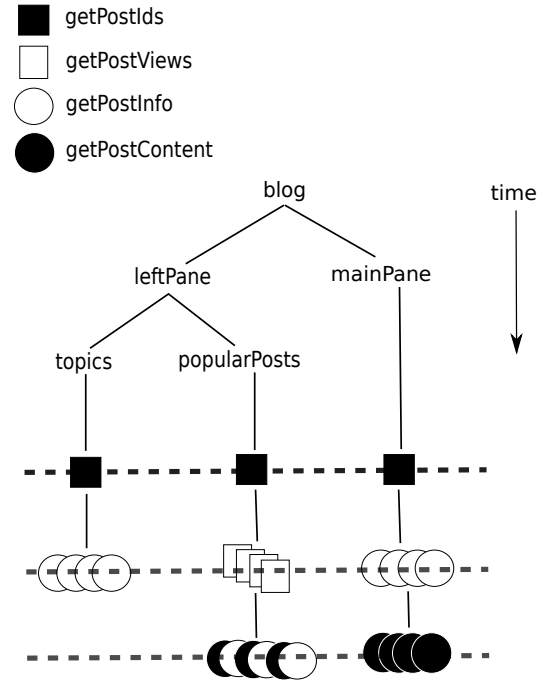 getPostIds
getPostViews
getPostInfo
getPostContent
blog
time
leftPane
mainPane
topics
popularPosts